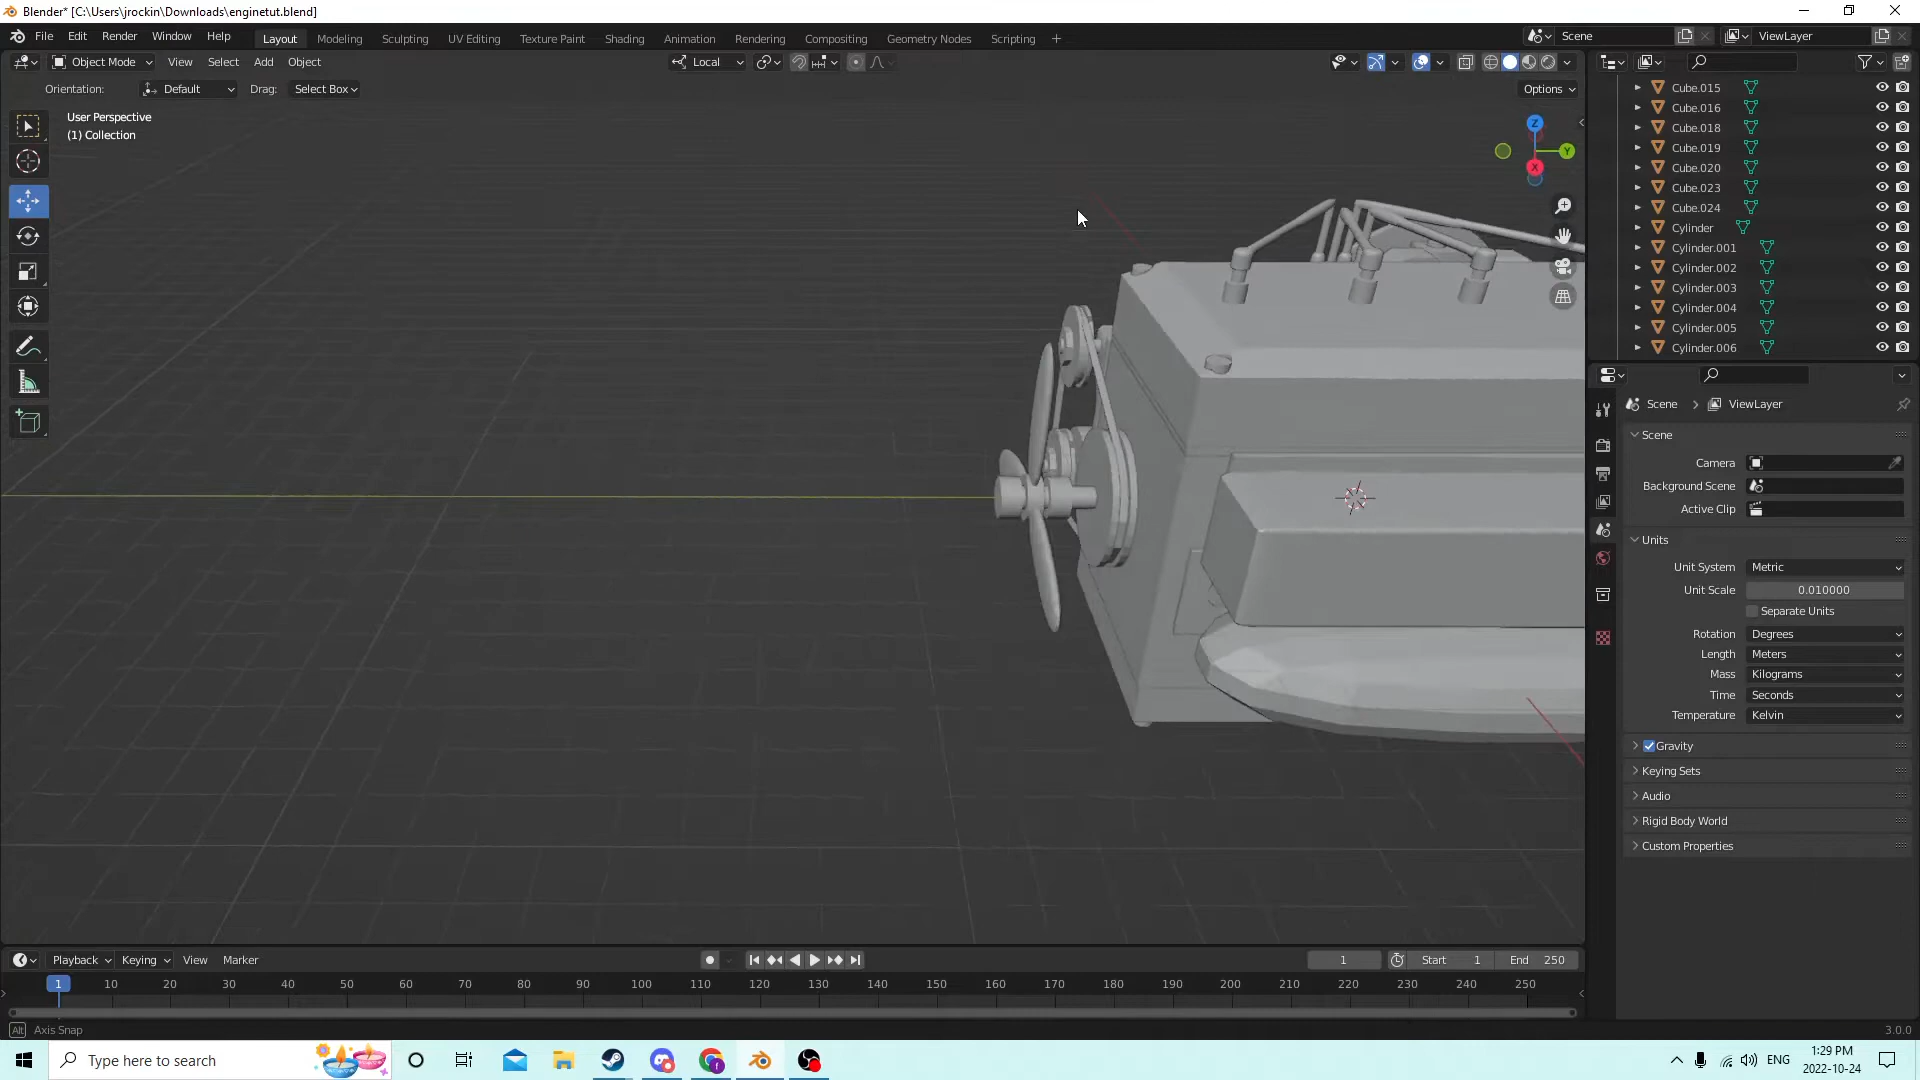 Blender* [C:\Users\jrockin\Downloads\enginetut.blend]
File Edit Render Window Help
Layout Modeling Sculpting UV Editing Texture Paint Shading Animation Rendering Compositing Geometry Nodes Scripting +
Scene
ViewLayer
Object Mode View Select Add Object
Local
Orientation: Default Drag: Select Box
Options
User Perspective
(1) Collection
Z
Y
X
Cube.015
Cube.016
Cube.018
Cube.019
Cube.020
Cube.023
Cube.024
Cylinder
Cylinder.001
Cylinder.002
Cylinder.003
Cylinder.004
Cylinder.005
Cylinder.006
Scene > ViewLayer
Scene
Camera
Background Scene
Active Clip
Units
Unit System Metric
Unit Scale 0.010000
Separate Units
Rotation Degrees
Length Meters
Mass Kilograms
Time Seconds
Temperature Kelvin
Gravity
Keying Sets
Audio
Rigid Body World
Custom Properties
Playback Keying View Marker
1 Start 1 End 250
1 10 20 30 40 50 60 70 80 90 100 110 120 130 140 150 160 170 180 190 200 210 220 230 240 250
Alt Axis Snap
3.0.0
Type here to search
ENG
1:29 PM
2022-10-24